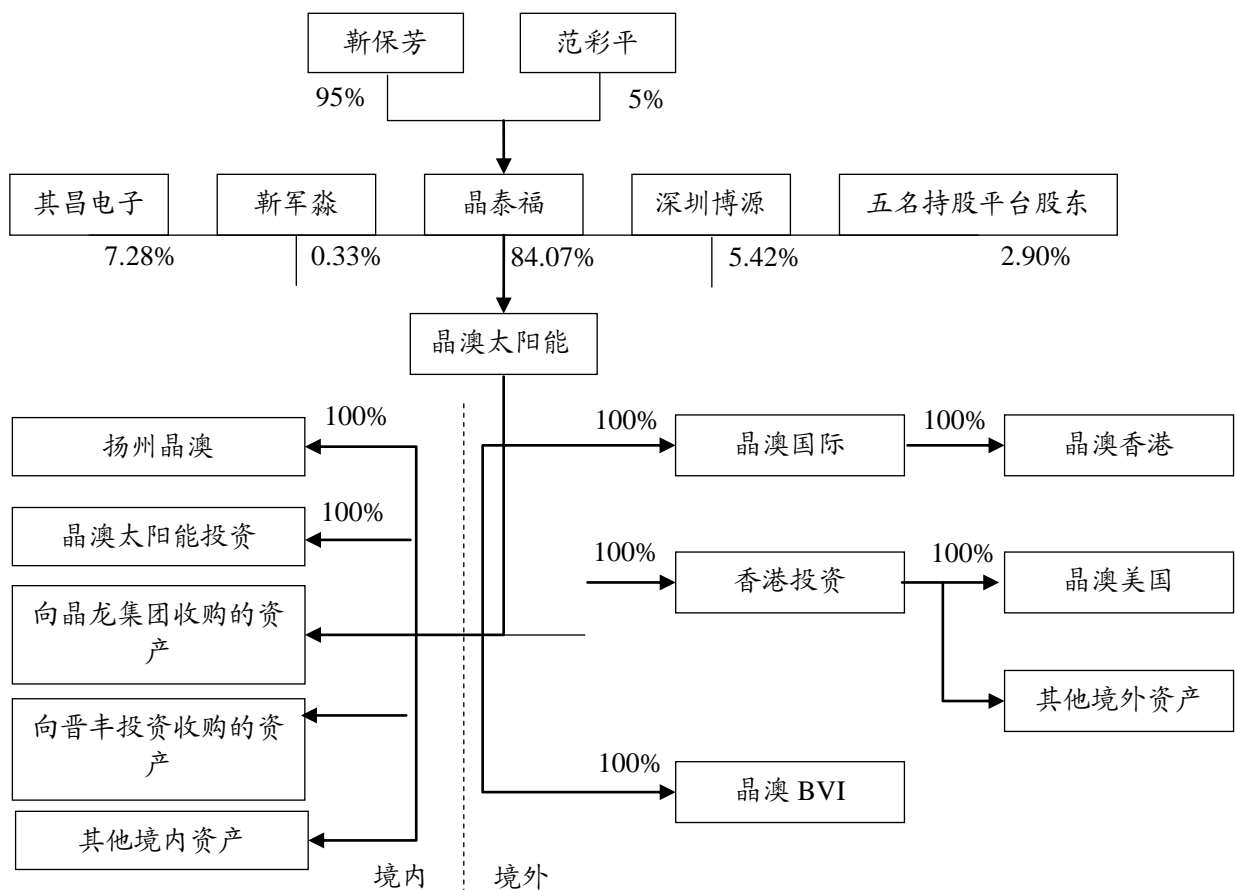 靳保芳
范彩平
95%
5%
其昌电子
靳军淼
晶泰福
深圳博源
五名持股平台股东
7.28%
0.33%
84.07%
5.42%
2.90%
晶澳太阳能
100%
扬州晶澳
100%
晶澳国际
100%
晶澳香港
100%
晶澳太阳能投资
100%
香港投资
100%
晶澳美国
向晶龙集团收购的资
产
其他境外资产
向晋丰投资收购的资
产
100%
晶澳 BVI
其他境内资产
境内
境外